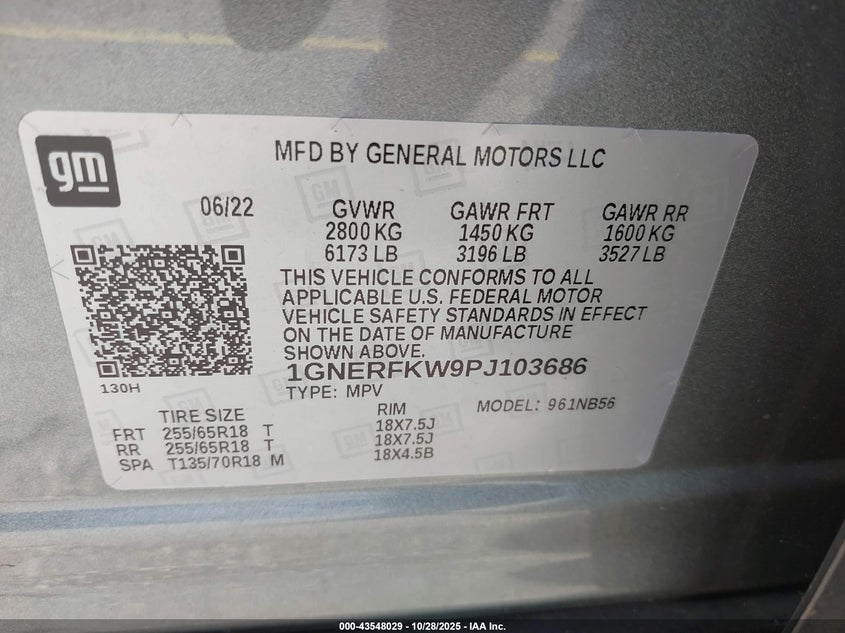 gm
MFD BY GENERAL MOTORS LLC
06/22 GVWR GAWR FRT GAWR RR
2800 KG 1450 KG 1600 KG
6173 LB 3196 LB 3527 LB
THIS VEHICLE CONFORMS TO ALL
APPLICABLE U.S. FEDERAL MOTOR
VEHICLE SAFETY STANDARDS IN EFFECT
ON THE DATE OF MANUFACTURE
SHOWN ABOVE.
130H
1GNERFKW9PJ103686
TYPE: MPV MODEL: 961NB56
TIRE SIZE RIM
FRT 255/65R18 T 18X7.5J
RR 255/65R18 T 18X7.5J
SPA T135/70R18 M 18X4.5B
000-43548029 - 10/28/2025 - IAA Inc.